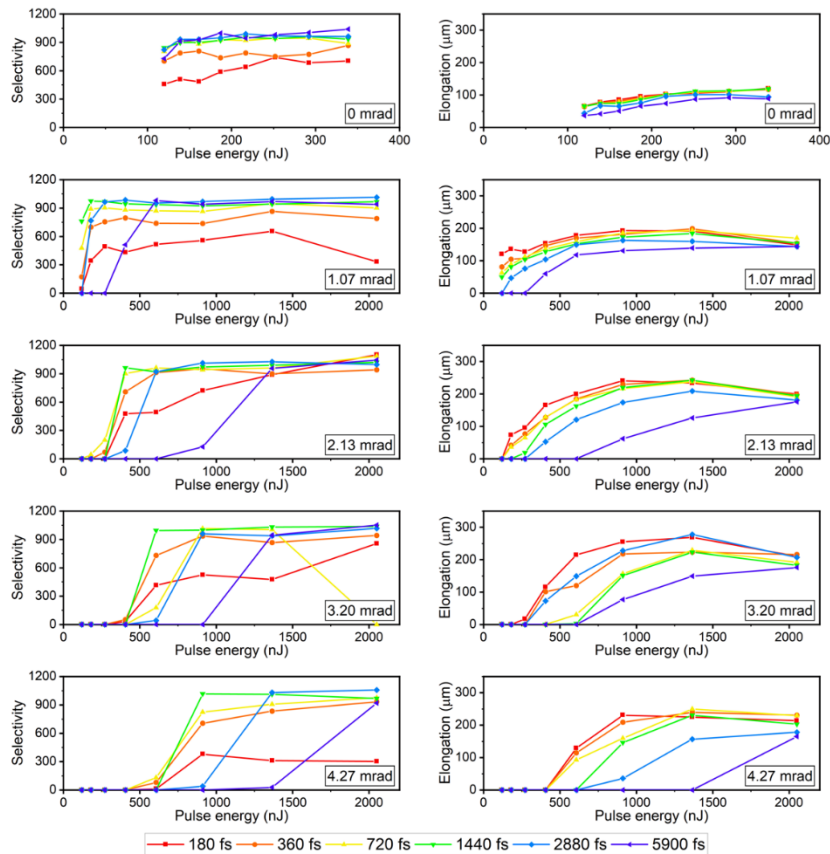 1200
900
600
300
0
Selectivity
0 100 200 300 400
Pulse energy (nJ)
0 mrad
300
200
100
0
Elongation (μm)
0 100 200 300 400
Pulse energy (nJ)
0 mrad
1200
900
600
300
0
Selectivity
0 500 1000 1500 2000
Pulse energy (nJ)
1.07 mrad
300
200
100
0
Elongation (μm)
0 500 1000 1500 2000
Pulse energy (nJ)
1.07 mrad
1200
900
600
300
0
Selectivity
0 500 1000 1500 2000
Pulse energy (nJ)
2.13 mrad
300
200
100
0
Elongation (μm)
0 500 1000 1500 2000
Pulse energy (nJ)
2.13 mrad
1200
900
600
300
0
Selectivity
0 500 1000 1500 2000
Pulse energy (nJ)
3.20 mrad
300
200
100
0
Elongation (μm)
0 500 1000 1500 2000
Pulse energy (nJ)
3.20 mrad
1200
900
600
300
0
Selectivity
0 500 1000 1500 2000
Pulse energy (nJ)
4.27 mrad
300
200
100
0
Elongation (μm)
0 500 1000 1500 2000
Pulse energy (nJ)
4.27 mrad
180 fs 360 fs 720 fs 1440 fs 2880 fs 5900 fs